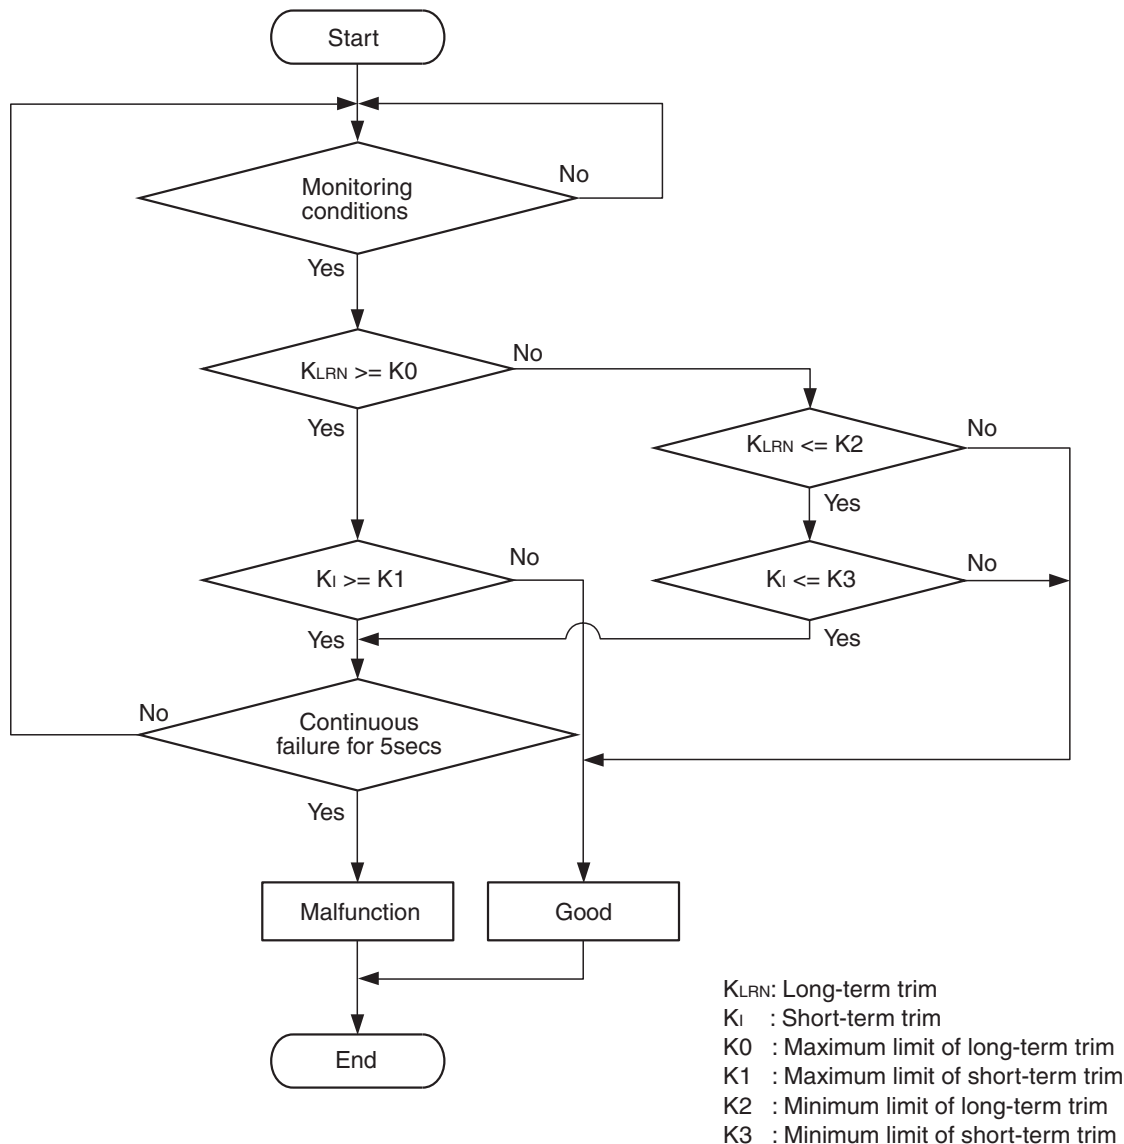 Start
No
Monitoring
conditions
Yes
KLRN >= K0
No
Yes
KLRN <= K2
No
Yes
KI >= K1
No
KI <= K3
No
Yes
Yes
No
Continuous
failure for 5secs
Yes
Malfunction
Good
End
KLRN: Long-term trim
KI : Short-term trim
K0 : Maximum limit of long-term trim
K1 : Maximum limit of short-term trim
K2 : Minimum limit of long-term trim
K3 : Minimum limit of short-term trim